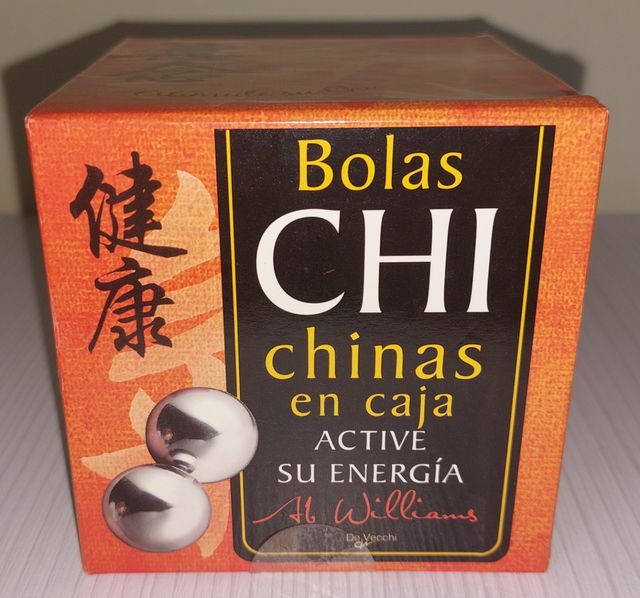 健康
Bolas
CHI
chinas
en caja
ACTIVE
SU ENERGÍA
Ab Williams
De Vecchi